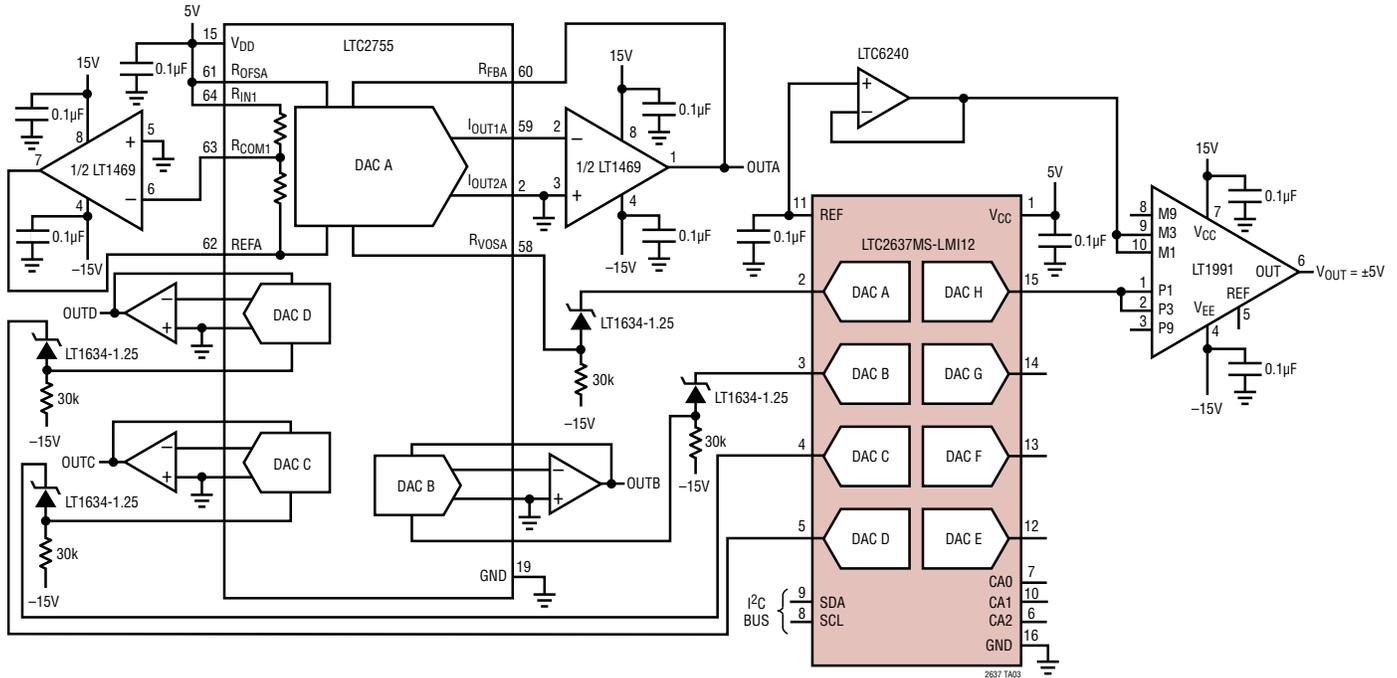 5V
15
V_DD
LTC2755
0.1µF
61
R_OFSA
64
R_IN1
15V
0.1µF
8
5
+
7
1/2 LT1469
63
R_COM1
6
–
4
0.1µF
–15V
62
REFA
DAC A
R_FBA
60
I_OUT1A
59
2
–
I_OUT2A
2
3
+
R_VOSA
58
15V
0.1µF
8
1/2 LT1469
1
OUTA
4
0.1µF
–15V
LTC6240
+
–
OUTD
–
+
DAC D
LT1634-1.25
30k
–15V
OUTC
–
+
DAC C
LT1634-1.25
30k
–15V
LT1634-1.25
30k
–15V
LT1634-1.25
30k
–15V
DAC B
–
+
OUTB
GND
19
11
REF
0.1µF
V_CC
1
5V
0.1µF
LTC2637MS-LMI12
2
DAC A
DAC H
15
3
DAC B
DAC G
14
4
DAC C
DAC F
13
5
DAC D
DAC E
12
I²C
BUS
9
SDA
8
SCL
CA0
7
CA1
10
CA2
6
GND
16
2637 TA03
15V
0.1µF
7
8
M9
9
M3
10
M1
V_CC
LT1991
OUT
6
V_OUT = ±5V
1
P1
2
P3
3
P9
REF
5
V_EE
4
0.1µF
–15V